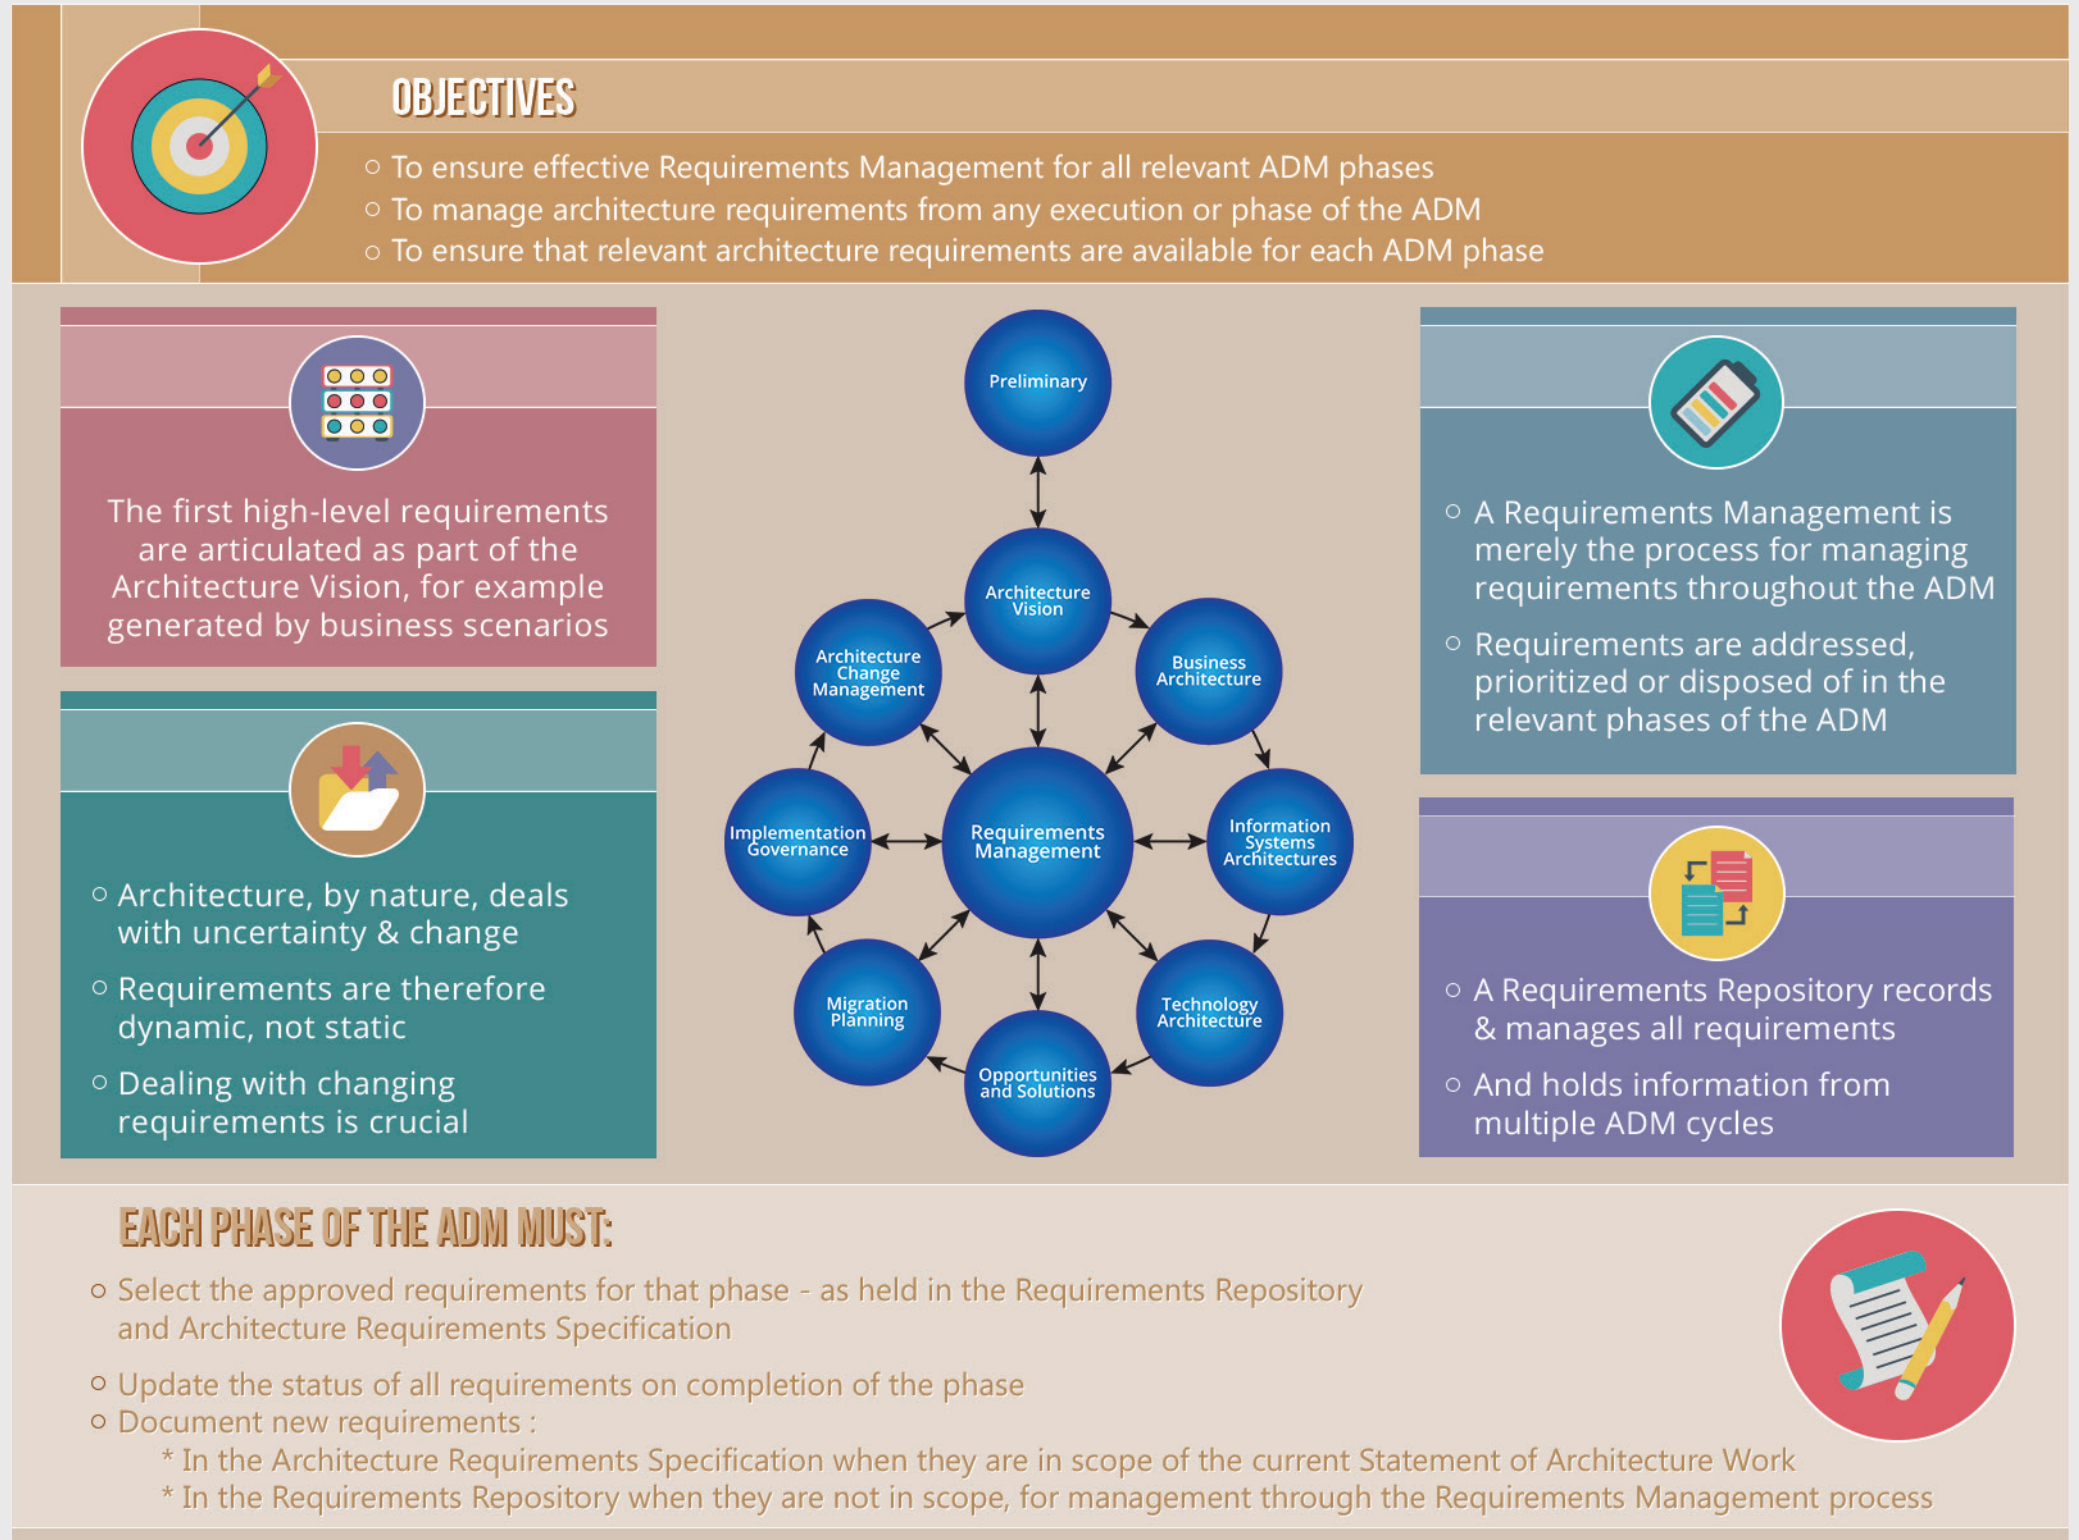 OBJECTIVES
To ensure effective Requirements Management for all relevant ADM phases
To manage architecture requirements from any execution or phase of the ADM
To ensure that relevant architecture requirements are available for each ADM phase
The first high-level requirements
are articulated as part of the
Architecture Vision, for example
generated by business scenarios
Architecture, by nature, deals
with uncertainty & change
Requirements are therefore
dynamic, not static
Dealing with changing
requirements is crucial
Preliminary
Architecture
Vision
Business
Architecture
Information
Systems
Architectures
Technology
Architecture
Opportunities
and Solutions
Migration
Planning
Implementation
Governance
Architecture
Change
Management
Requirements
Management
A Requirements Management is
merely the process for managing
requirements throughout the ADM
Requirements are addressed,
prioritized or disposed of in the
relevant phases of the ADM
A Requirements Repository records
& manages all requirements
And holds information from
multiple ADM cycles
EACH PHASE OF THE ADM MUST:
Select the approved requirements for that phase - as held in the Requirements Repository
and Architecture Requirements Specification
Update the status of all requirements on completion of the phase
Document new requirements :
* In the Architecture Requirements Specification when they are in scope of the current Statement of Architecture Work
* In the Requirements Repository when they are not in scope, for management through the Requirements Management process